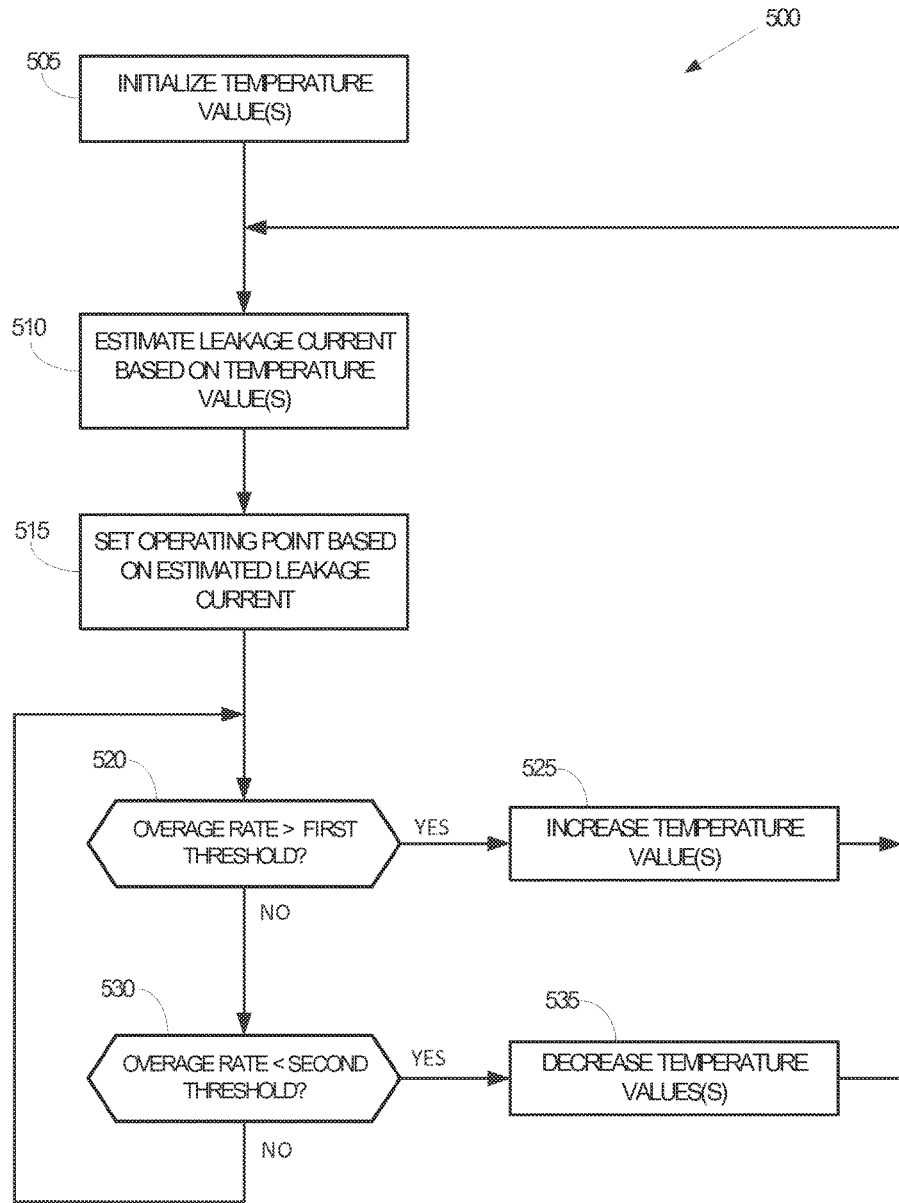 500
505
INITIALIZE TEMPERATURE
VALUE(S)
510
ESTIMATE LEAKAGE CURRENT
BASED ON TEMPERATURE
VALUE(S)
515
SET OPERATING POINT BASED
ON ESTIMATED LEAKAGE
CURRENT
520
OVERAGE RATE > FIRST
THRESHOLD?
YES
NO
525
INCREASE TEMPERATURE
VALUE(S)
530
OVERAGE RATE < SECOND
THRESHOLD?
YES
NO
535
DECREASE TEMPERATURE
VALUES(S)